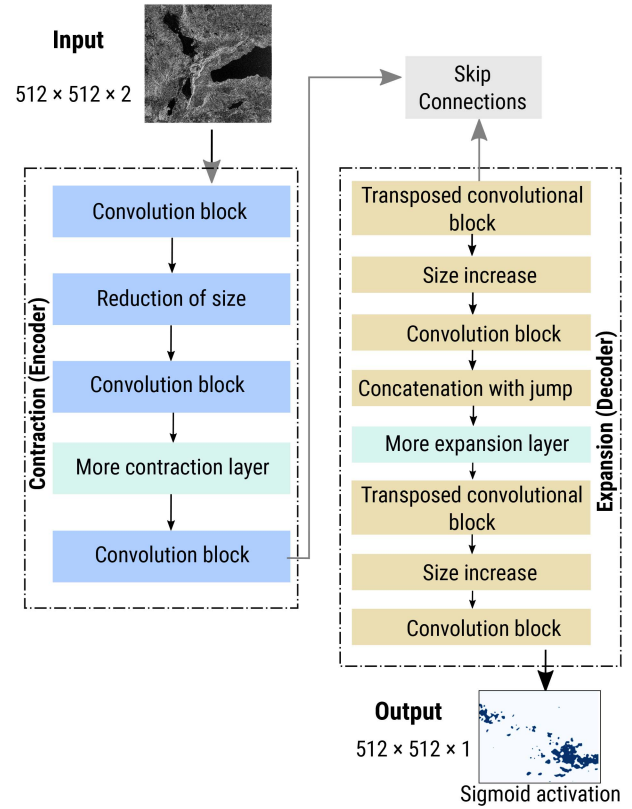 Input
512 × 512 × 2
Contraction (Encoder)
Convolution block
Reduction of size
Convolution block
More contraction layer
Convolution block
Skip
Connections
Transposed convolutional
block
Size increase
Convolution block
Concatenation with jump
More expansion layer
Transposed convolutional
block
Size increase
Convolution block
Expansion (Decoder)
Output
512 × 512 × 1
Sigmoid activation